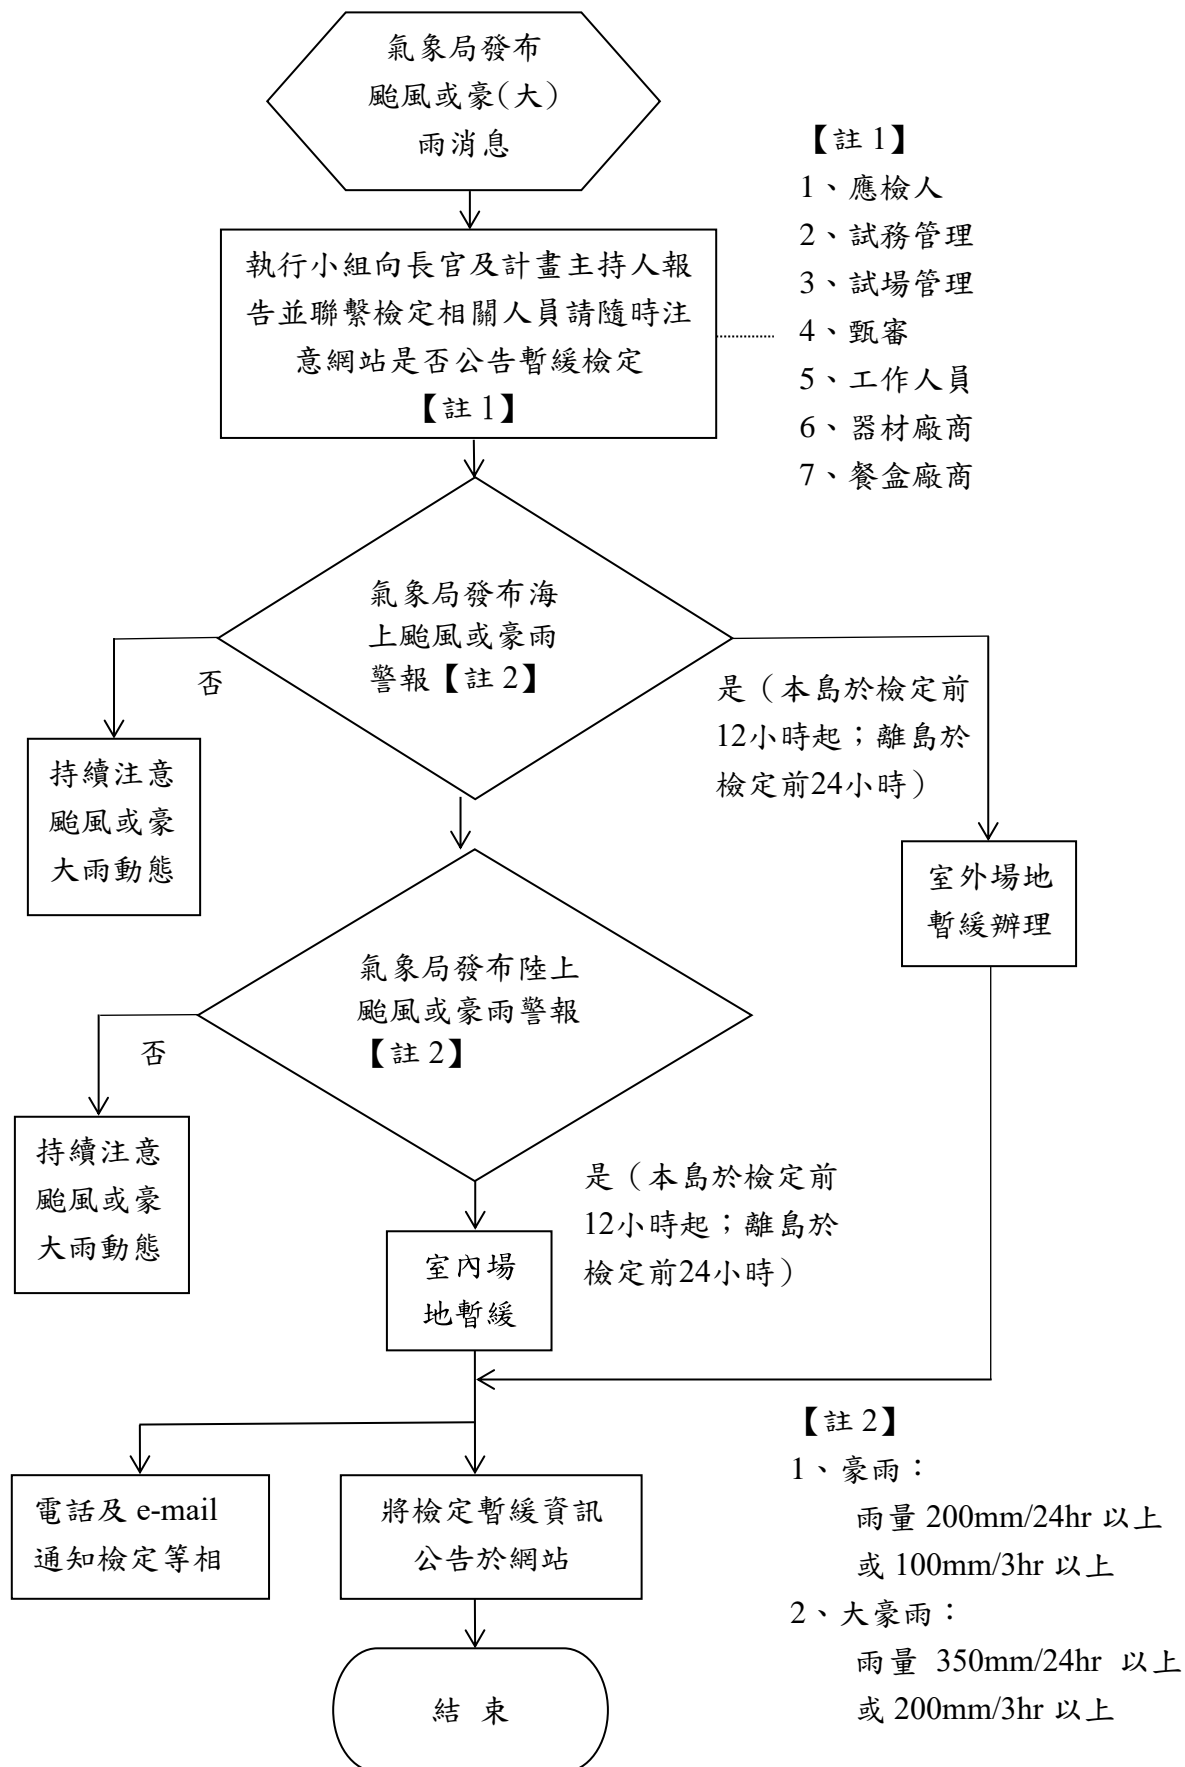 氣象局發布
颱風或豪(大)
雨消息
【註 1】
1、應檢人
2、試務管理
3、試場管理
4、甄審
5、工作人員
6、器材廠商
7、餐盒廠商
執行小組向長官及計畫主持人報
告並聯繫檢定相關人員請隨時注
意網站是否公告暫緩檢定
【註 1】
氣象局發布海
上颱風或豪雨
警報【註 2】
否
是（本島於檢定前
12小時起；離島於
檢定前24小時）
持續注意
颱風或豪
大雨動態
室外場地
暫緩辦理
氣象局發布陸上
颱風或豪雨警報
【註 2】
否
持續注意
颱風或豪
大雨動態
是（本島於檢定前
12小時起；離島於
檢定前24小時）
室內場
地暫緩
電話及 e-mail
通知檢定等相
將檢定暫緩資訊
公告於網站
結 束
【註 2】
1、豪雨：
雨量 200mm/24hr 以上
或 100mm/3hr 以上
2、大豪雨：
雨量 350mm/24hr 以上
或 200mm/3hr 以上